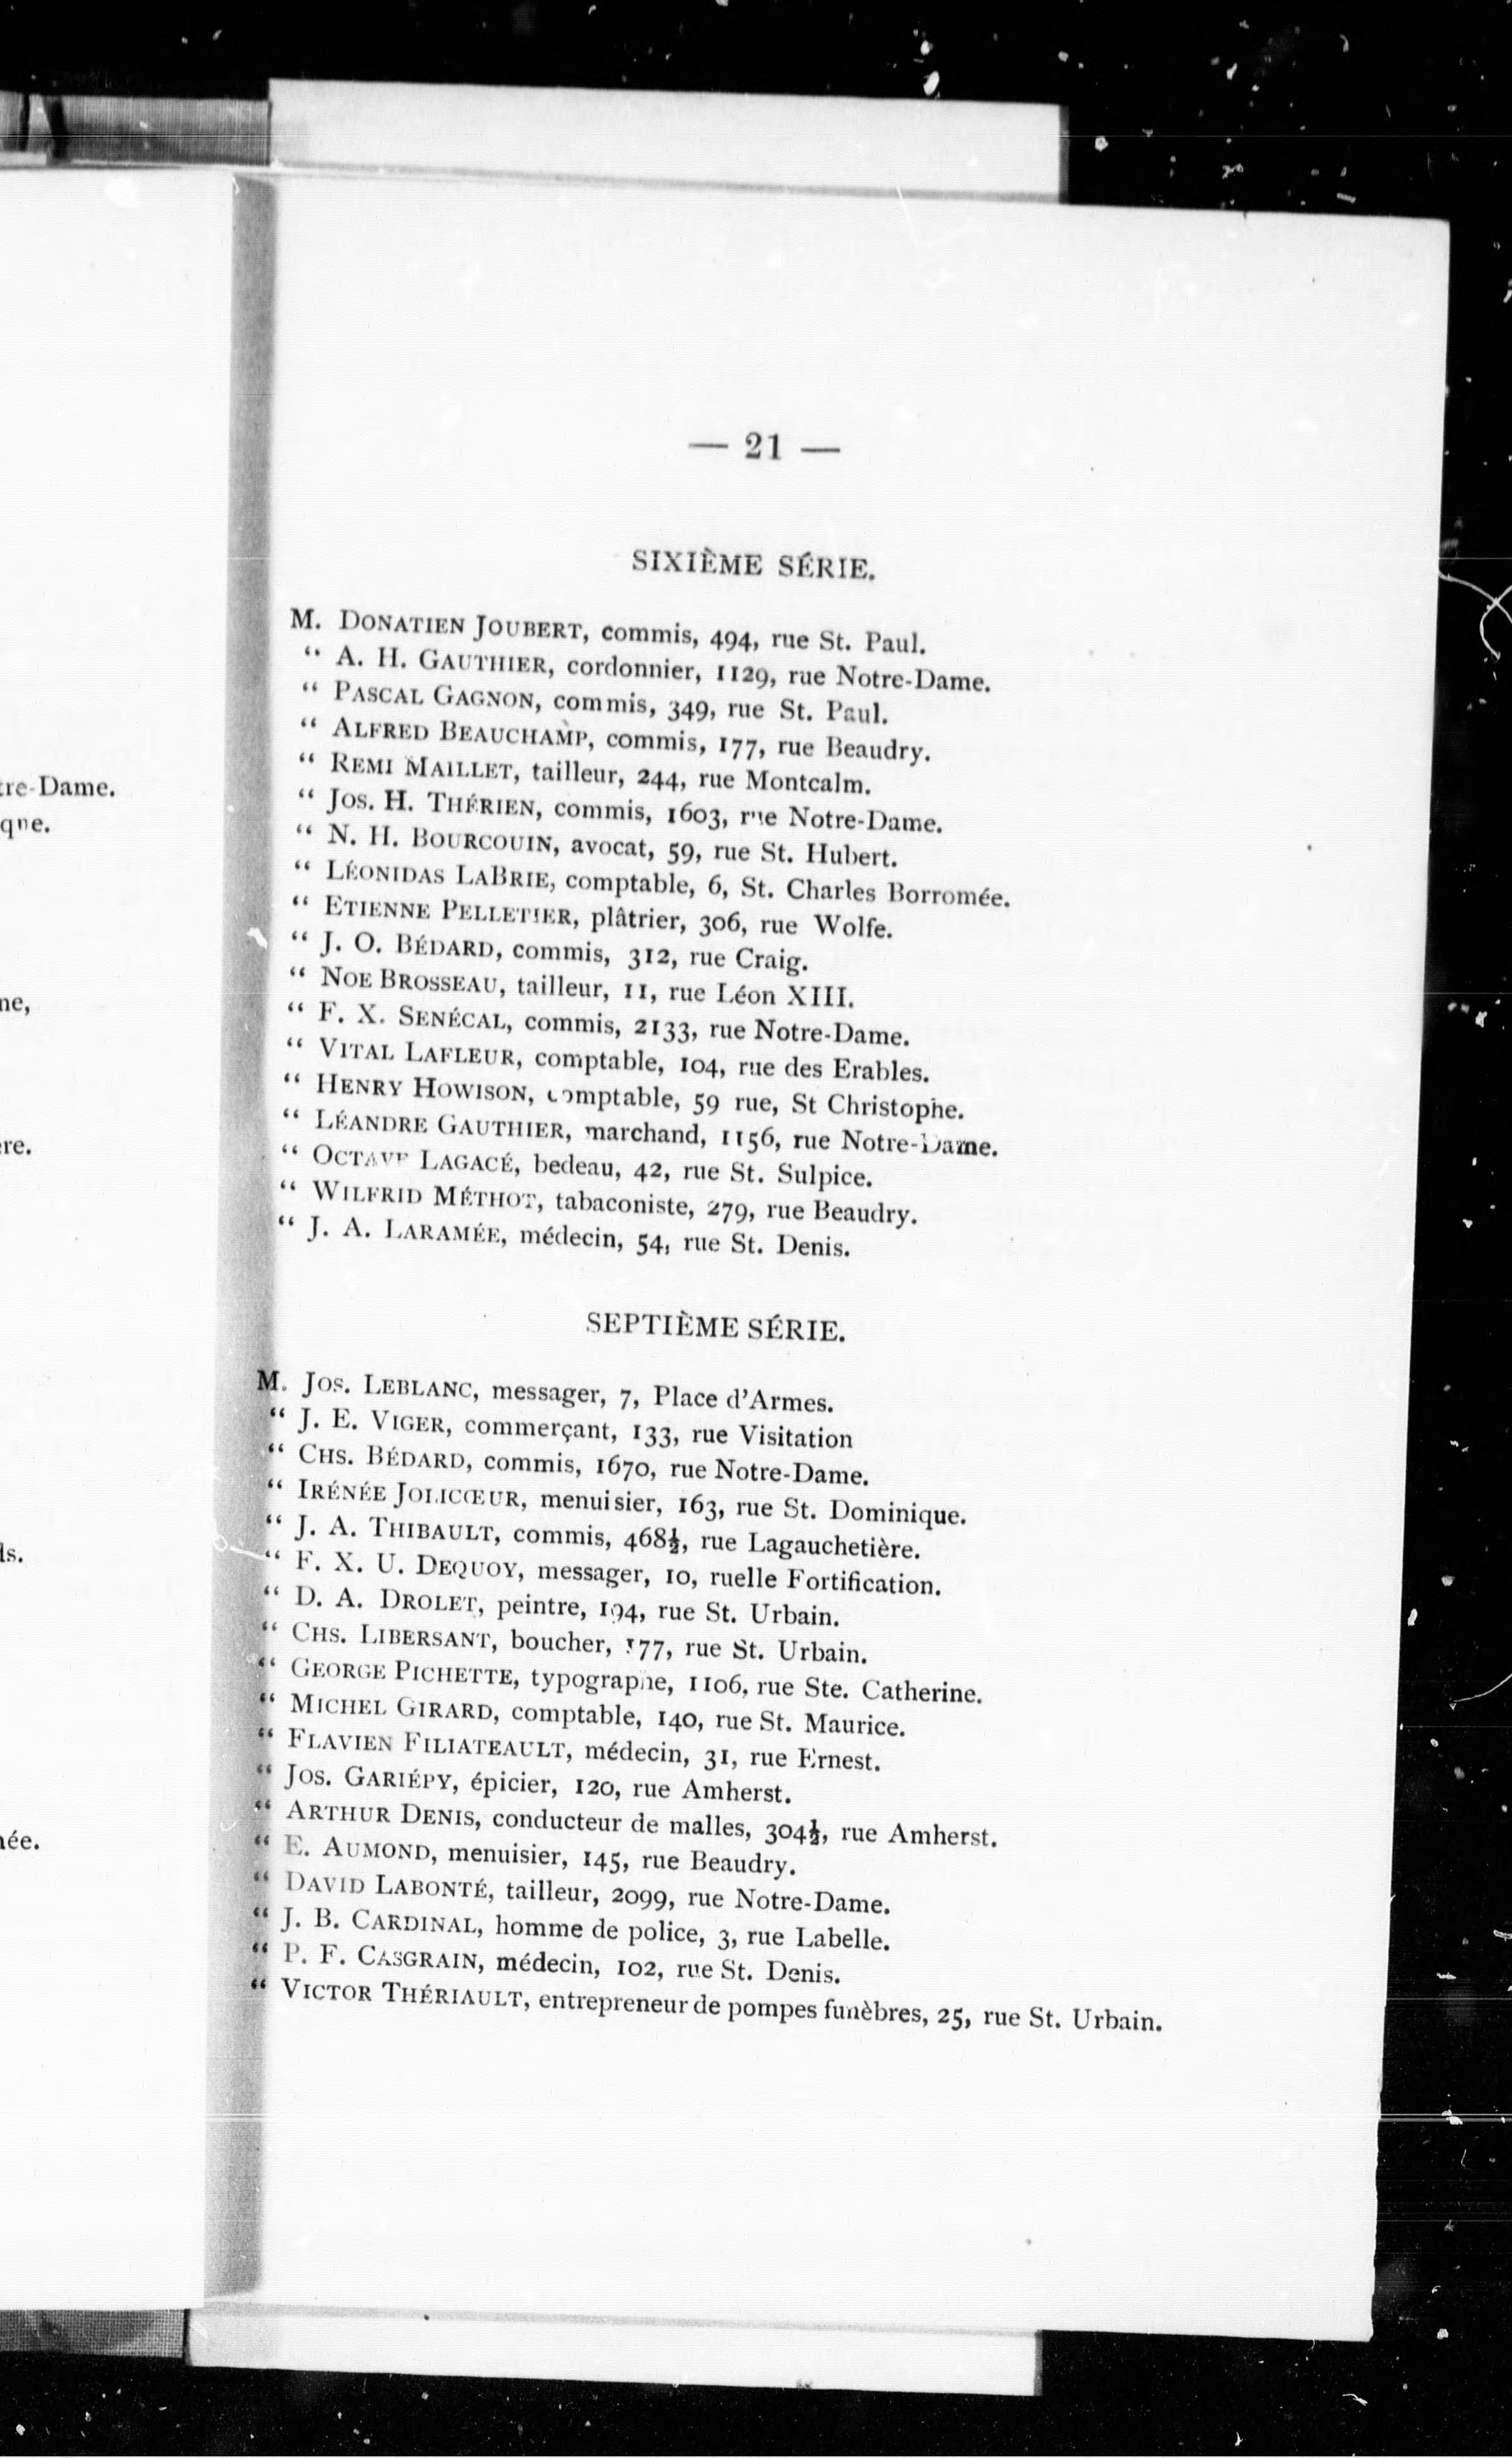 tre-Dame.
que.
ne,
ère.
ls.
née.
— 21 —
SIXIÈME SÉRIE.
M. DONATIEN JOUBERT, commis, 494, rue St. Paul.
“ A. H. GAUTHIER, cordonnier, 1129, rue Notre-Dame.
“ PASCAL GAGNON, commis, 349, rue St. Paul.
“ ALFRED BEAUCHAMP, commis, 177, rue Beaudry.
“ REMI MAILLET, tailleur, 244, rue Montcalm.
“ JOS. H. THÉRIEN, commis, 1603, rue Notre-Dame.
“ N. H. BOURCOUIN, avocat, 59, rue St. Hubert.
“ LÉONIDAS LABRIE, comptable, 6, St. Charles Borromée.
“ ETIENNE PELLETIER, plâtrier, 306, rue Wolfe.
“ J. O. BÉDARD, commis, 312, rue Craig.
“ NOE BROSSEAU, tailleur, 11, rue Léon XIII.
“ F. X. SENÉCAL, commis, 2133, rue Notre-Dame.
“ VITAL LAFLEUR, comptable, 104, rue des Erables.
“ HENRY HOWISON, comptable, 59 rue, St Christophe.
“ LÉANDRE GAUTHIER, marchand, 1156, rue Notre-Dame.
“ OCTAVE LAGACÉ, bedeau, 42, rue St. Sulpice.
“ WILFRID MÉTHOT, tabaconiste, 279, rue Beaudry.
“ J. A. LARAMÉE, médecin, 54, rue St. Denis.
SEPTIÈME SÉRIE.
M. JOS. LEBLANC, messager, 7, Place d’Armes.
“ J. E. VIGER, commerçant, 133, rue Visitation
“ CHS. BÉDARD, commis, 1670, rue Notre-Dame.
“ IRÉNÉE JOLICŒUR, menuisier, 163, rue St. Dominique.
“ J. A. THIBAULT, commis, 468½, rue Lagauchetière.
“ F. X. U. DEQUOY, messager, 10, ruelle Fortification.
“ D. A. DROLET, peintre, 194, rue St. Urbain.
“ CHS. LIBERSANT, boucher, 177, rue St. Urbain.
“ GEORGE PICHETTE, typographe, 1106, rue Ste. Catherine.
“ MICHEL GIRARD, comptable, 140, rue St. Maurice.
“ FLAVIEN FILIATEAULT, médecin, 31, rue Ernest.
“ JOS. GARIÉPY, épicier, 120, rue Amherst.
“ ARTHUR DENIS, conducteur de malles, 304½, rue Amherst.
“ E. AUMOND, menuisier, 145, rue Beaudry.
“ DAVID LABONTÉ, tailleur, 2099, rue Notre-Dame.
“ J. B. CARDINAL, homme de police, 3, rue Labelle.
“ P. F. CASGRAIN, médecin, 102, rue St. Denis.
“ VICTOR THÉRIAULT, entrepreneur de pompes funèbres, 25, rue St. Urbain.